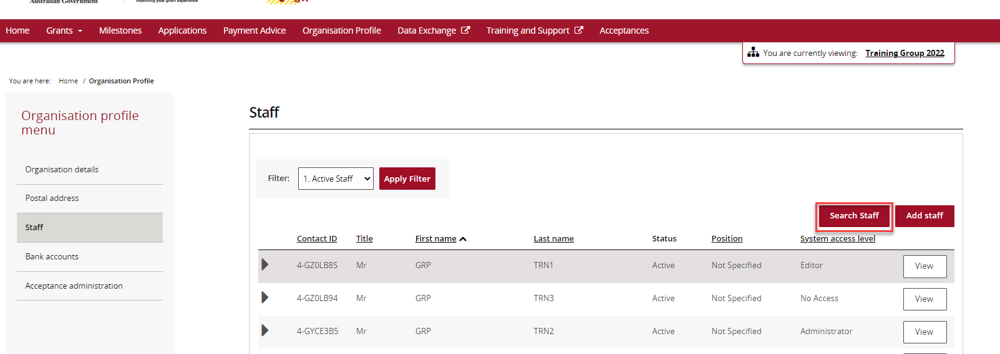 Australian Government
improving your grant experience
Home Grants Milestones Applications Payment Advice Organisation Profile Data Exchange Training and Support Acceptances
You are currently viewing: Training Group 2022
You are here: Home / Organisation Profile
Organisation profile
menu
Organisation details
Postal address
Staff
Bank accounts
Acceptance administration
Staff
Filter: 1. Active Staff Apply Filter
Search Staff Add staff
Contact ID Title First name Last name Status Position System access level
4-GZ0LB8S Mr GRP TRN1 Active Not Specified Editor View
4-GZ0LB94 Mr GRP TRN3 Active Not Specified No Access View
4-GYCE3B5 Mr GRP TRN2 Active Not Specified Administrator View